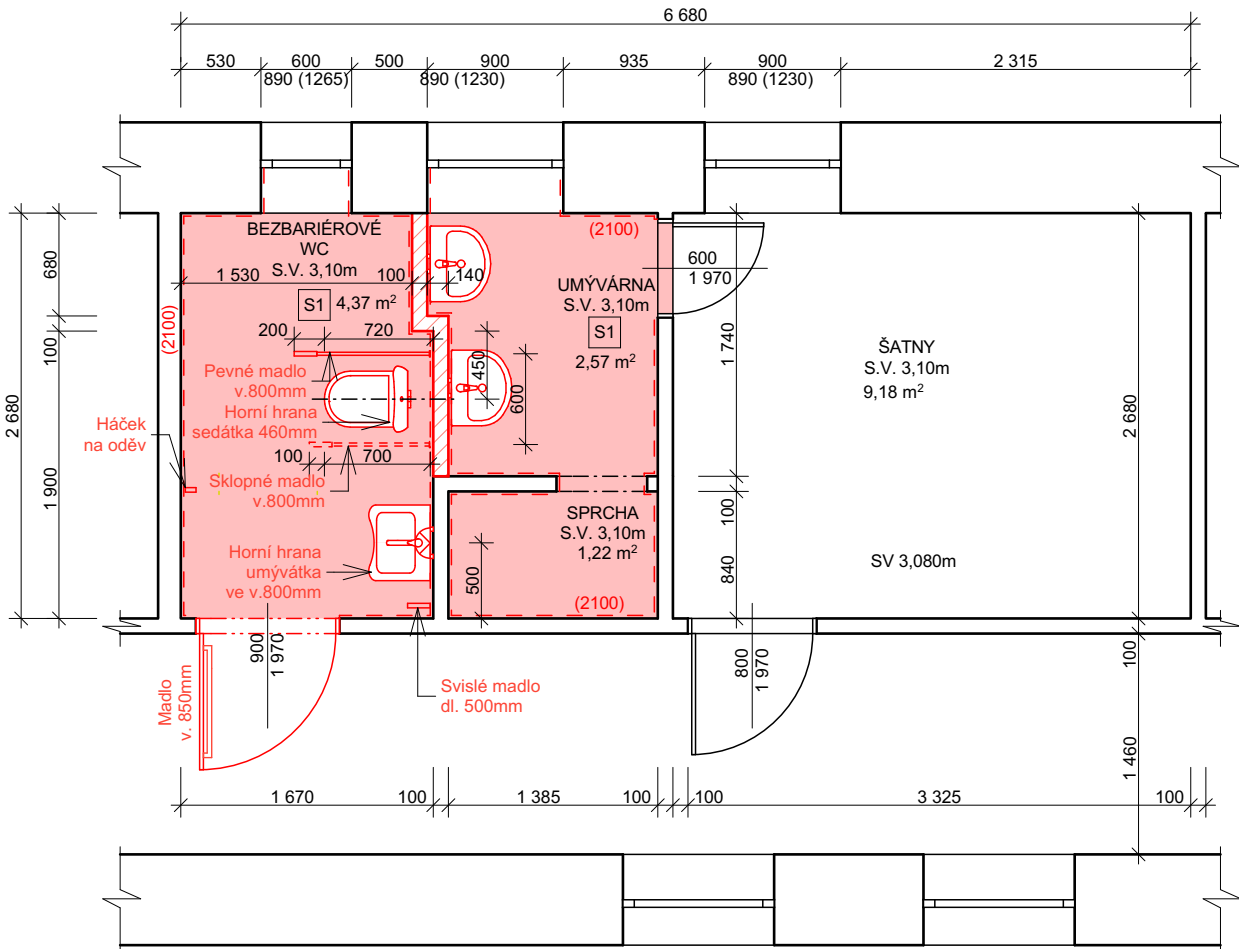 6 680
530 600 500 900 935 900 2 315
890 (1265) 890 (1230) 890 (1230)
BEZBARIÉROVÉ
WC
S.V. 3,10m
1 530 100 140
S1 4,37 m²
(2100)
(2100)
UMÝVÁRNA
S.V. 3,10m
S1
2,57 m²
600
1 970
680
100
1 900
2 680
200 720
Pevné madlo
v.800mm
Horní hrana
sedátka 460mm
100 700
Sklopné madlo
v.800mm
Háček
na oděv
450
600
1 740
100
840
ŠATNY
S.V. 3,10m
9,18 m²
2 680
SV 3,080m
SPRCHA
S.V. 3,10m
1,22 m²
500
(2100)
Horní hrana
umývátka
ve v.800mm
900
1 970
Madlo
v. 850mm
Svislé madlo
dl. 500mm
800
1 970
100
1 460
1 670 100 1 385 100 100 3 325 100